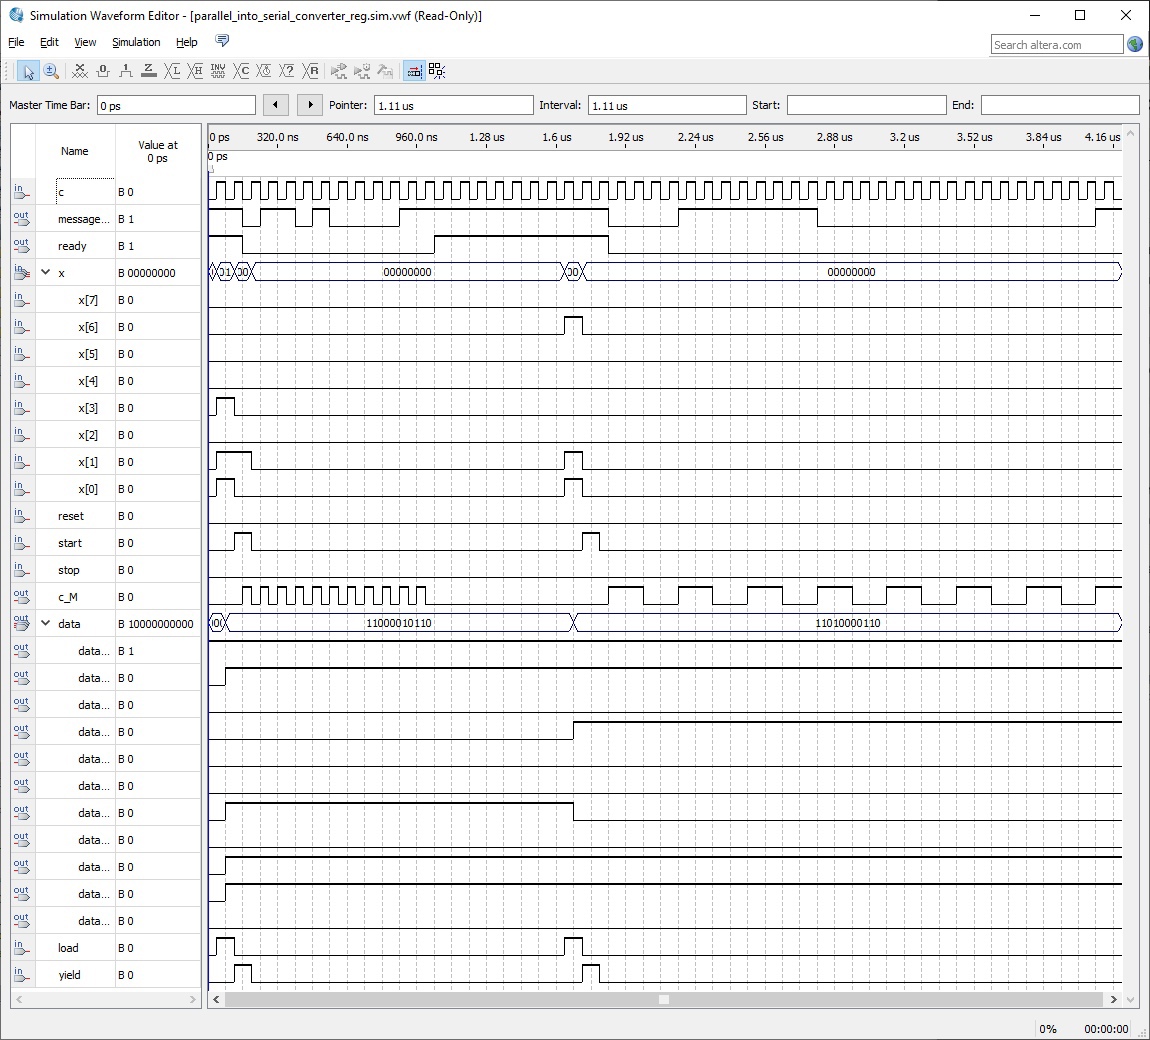 Simulation Waveform Editor - [parallel_into_serial_converter_reg.sim.vwf (Read-Only)]
File Edit View Simulation Help
Search altera.com
Master Time Bar: 0 ps Pointer: 1.11 us Interval: 1.11 us Start: End:
Name Value at 0 ps
0 ps 320.0 ns 640.0 ns 960.0 ns 1.28 us 1.6 us 1.92 us 2.24 us 2.56 us 2.88 us 3.2 us 3.52 us 3.84 us 4.16 us
0 ps
in c B 0
out message... B 1
out ready B 1
in x B 00000000 00000000 00 00000000
in x[7] B 0
in x[6] B 0
in x[5] B 0
in x[4] B 0
in x[3] B 0
in x[2] B 0
in x[1] B 0
in x[0] B 0
in reset B 0
in start B 0
in stop B 0
out c_M B 0
out data B 10000000000 11000010110 11010000110
out data... B 1
out data... B 0
out data... B 0
out data... B 0
out data... B 0
out data... B 0
out data... B 0
out data... B 0
out data... B 0
out data... B 0
out data... B 0
in load B 0
in yield B 0
0% 00:00:00